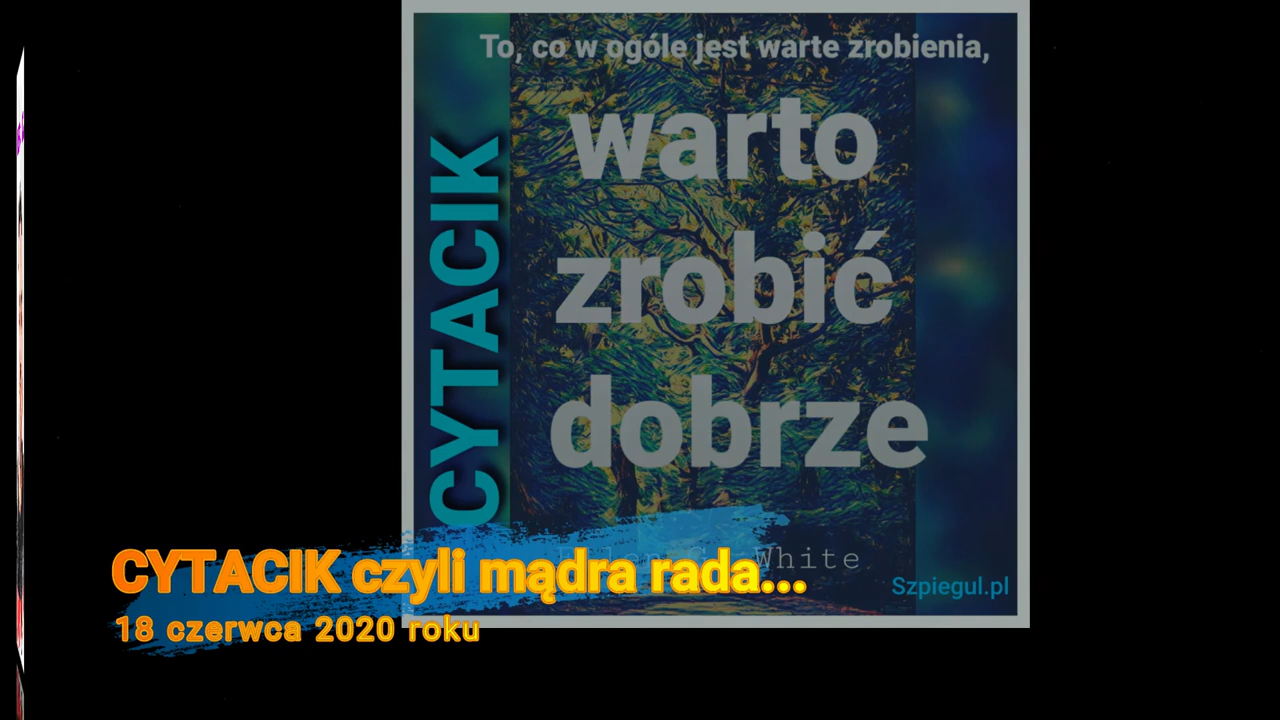 To, co w ogóle jest warte zrobienia,
warto
zrobić
dobrze
CYTACIK
White
Szpiegul.pl
CYTACIK czyli mądra rada...
18 czerwca 2020 roku